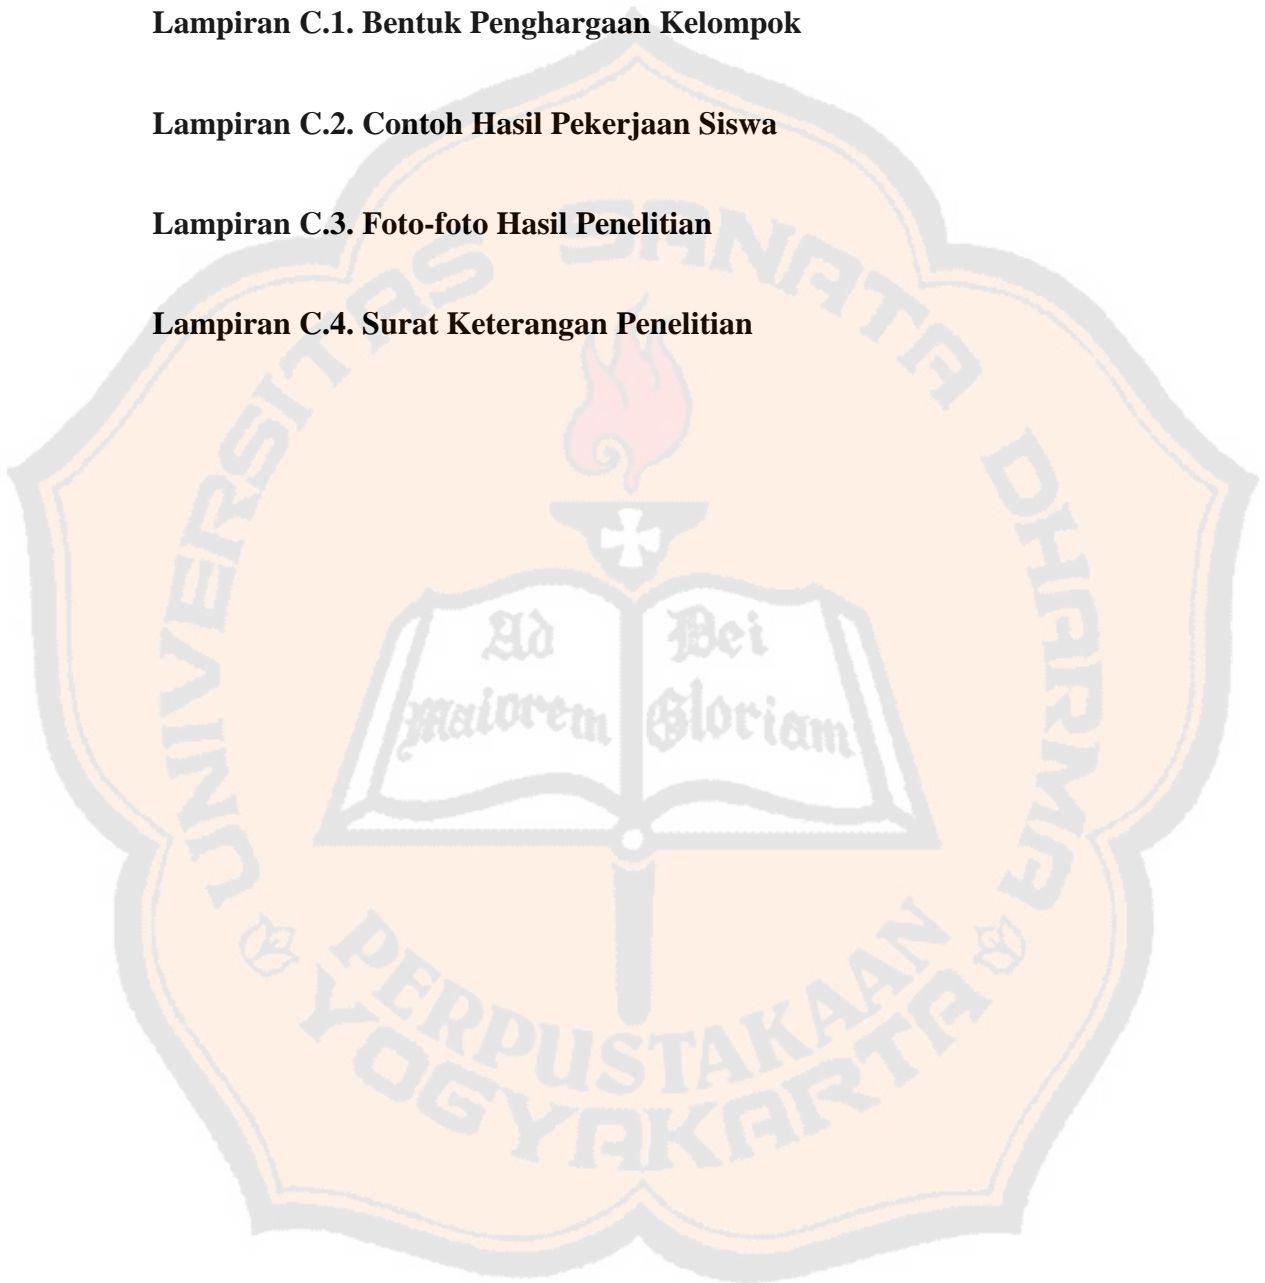 Lampiran C.1. Bentuk Penghargaan Kelompok
Lampiran C.2. Contoh Hasil Pekerjaan Siswa
Lampiran C.3. Foto-foto Hasil Penelitian
Lampiran C.4. Surat Keterangan Penelitian
UNIVERSITAS SANATA DHARMA
Ad Dei
maiorem Gloriam
PERPUSTAKAAN
YOGYAKARTA